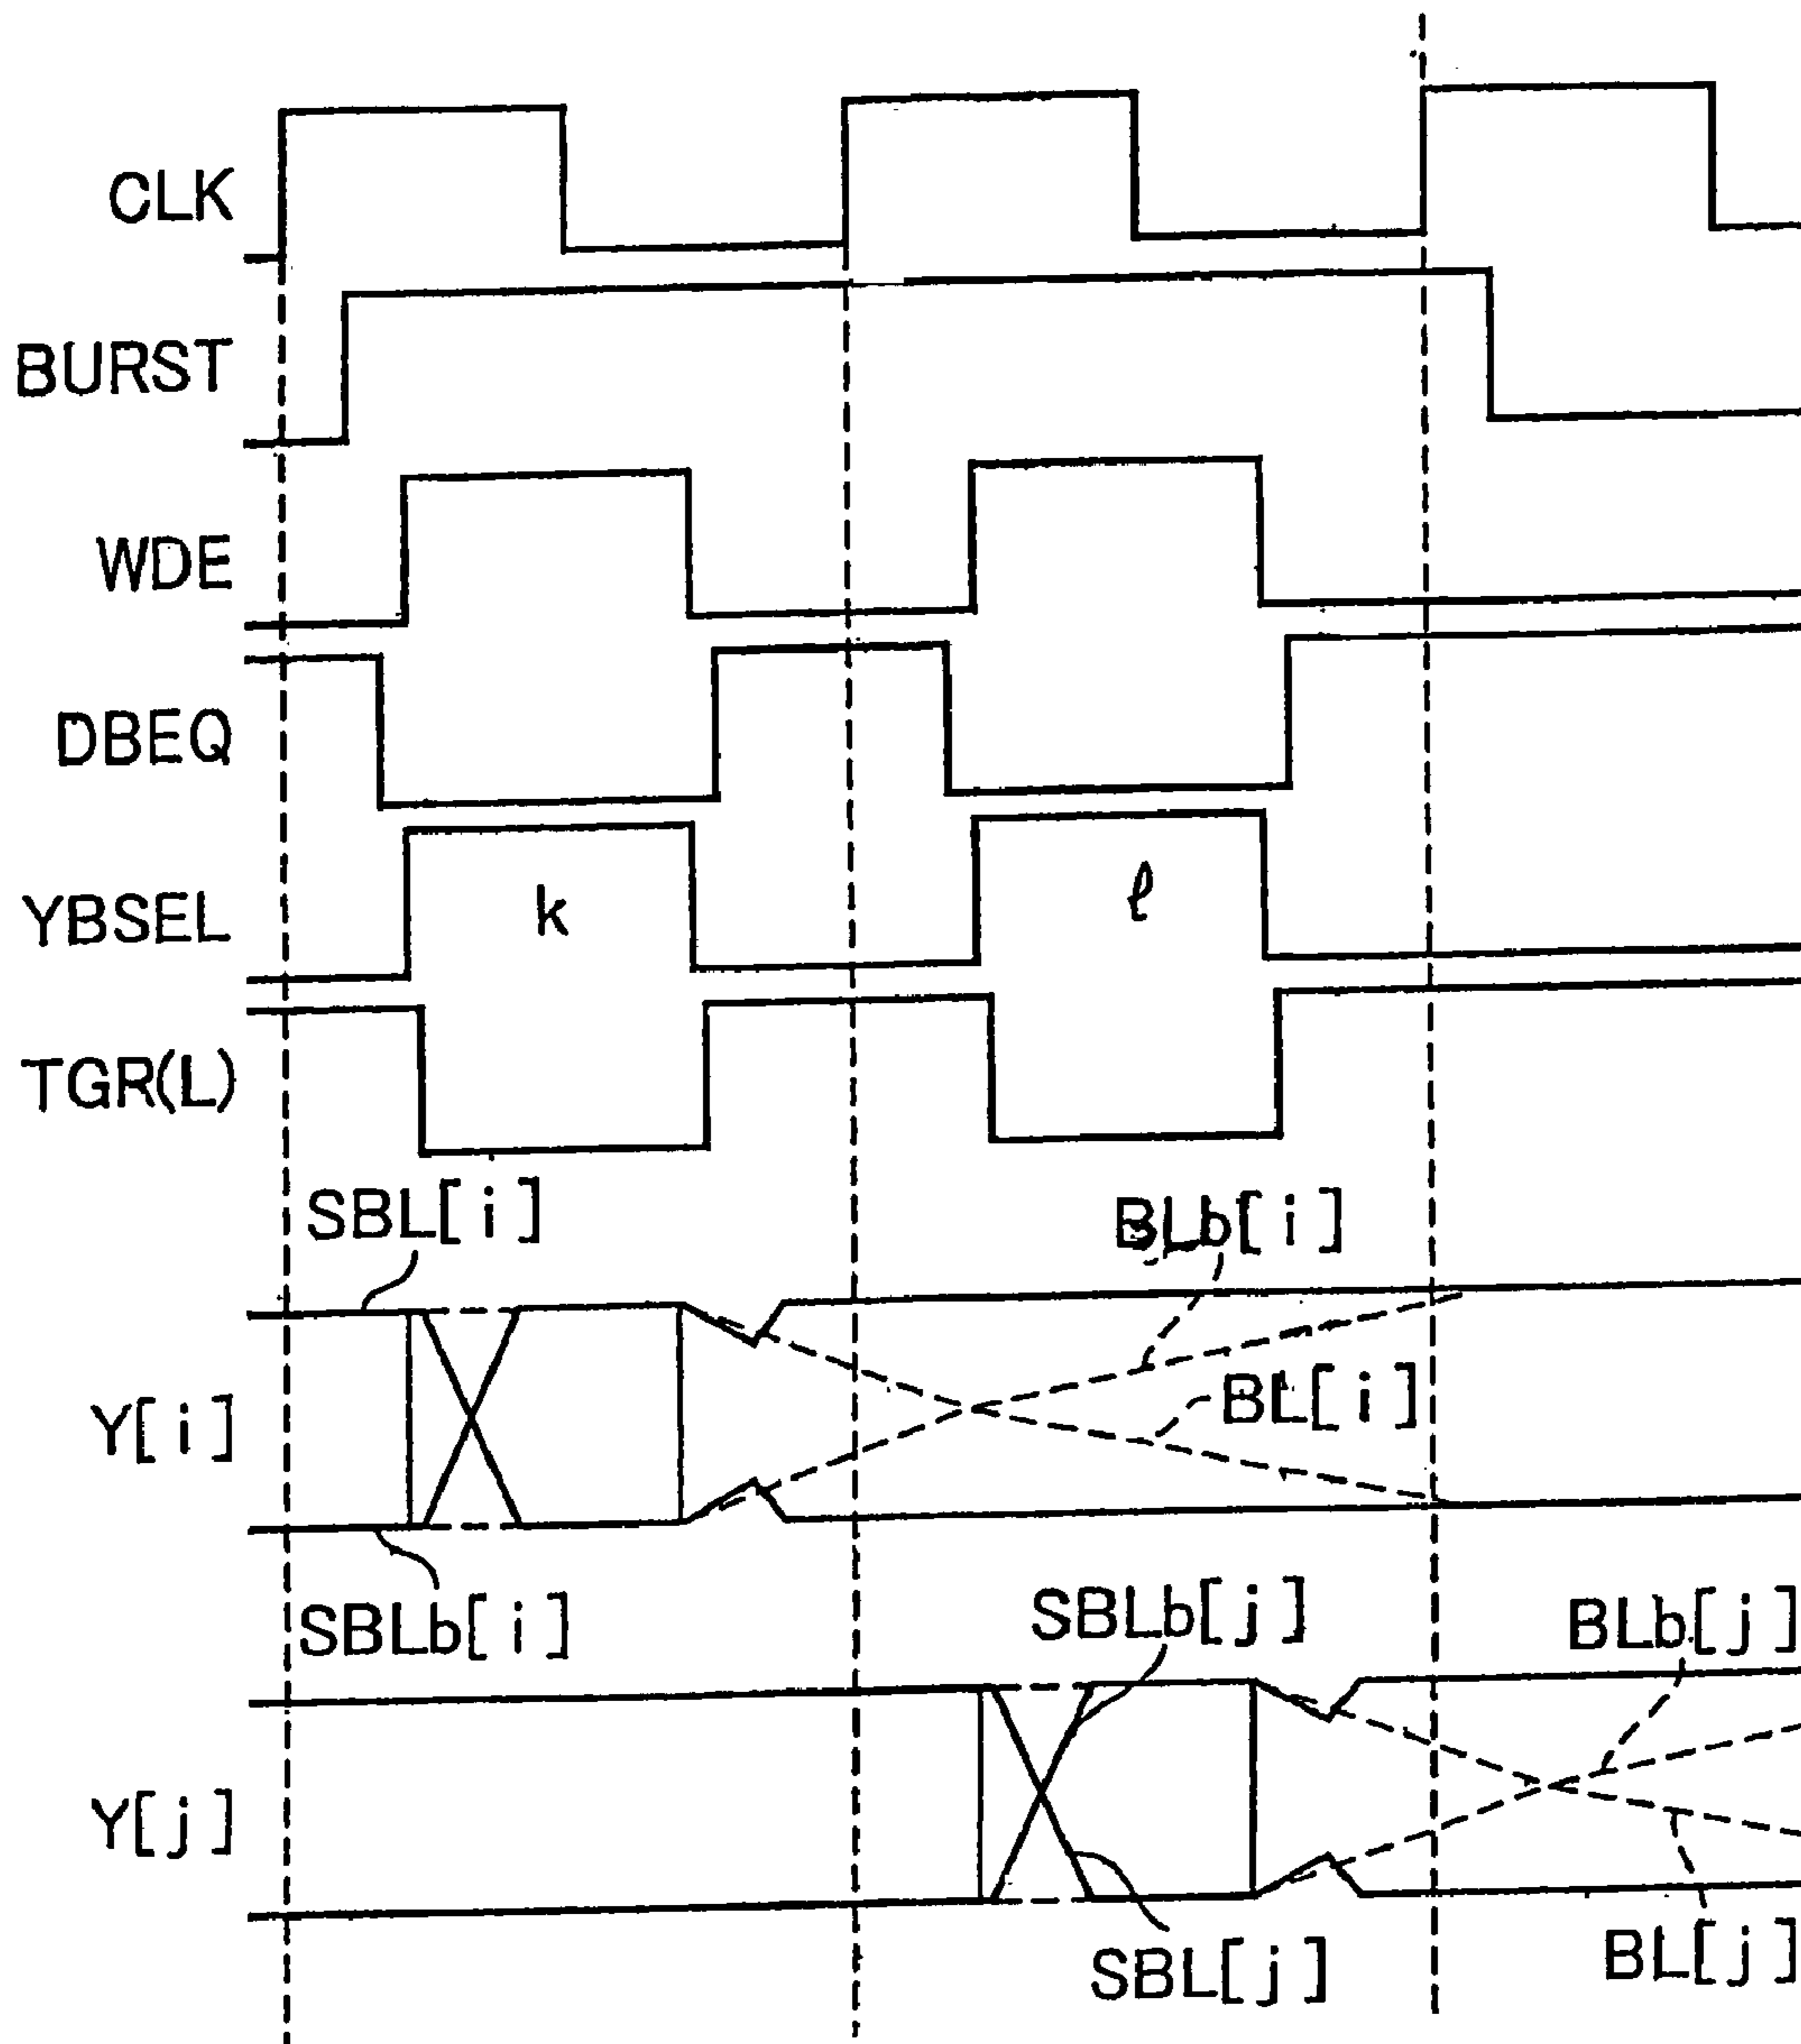 CLK
BURST
WDE
DBEQ
YBSEL
k
ℓ
TGR(L)
SBL[i]
BLb[i]
Y[i]
BL[i]
SBLb[i]
SBLb[j]
BLb[j]
Y[j]
SBL[j]
BL[j]